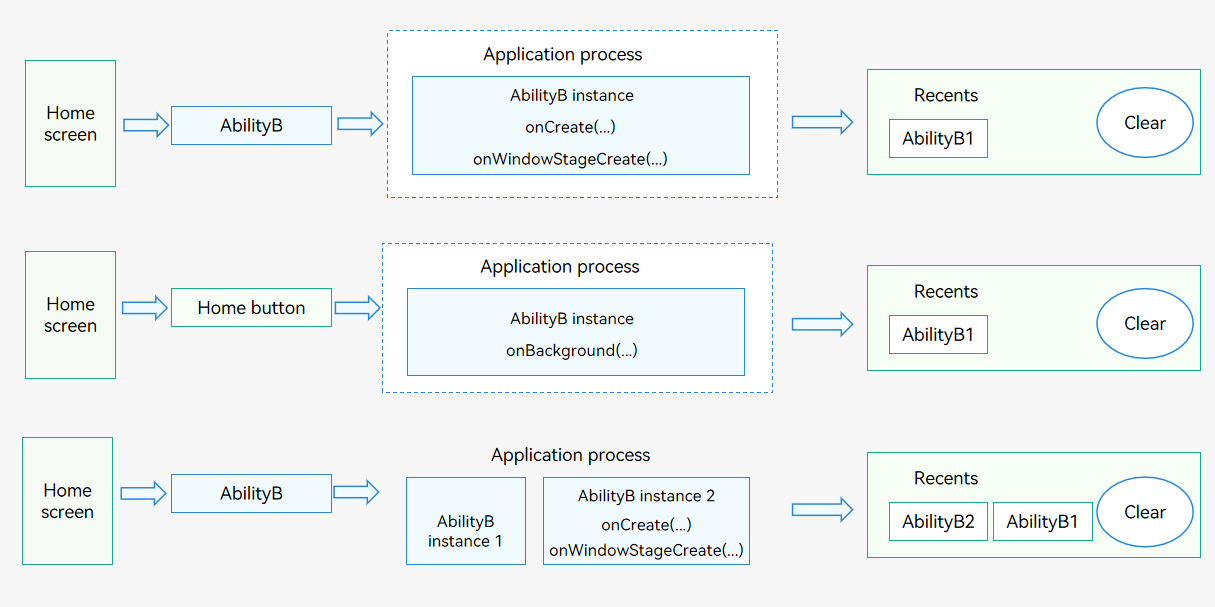 Home
screen
AbilityB
Application process
AbilityB instance
onCreate(...)
onWindowStageCreate(...)
Recents
AbilityB1
Clear
Home
screen
Home button
Application process
AbilityB instance
onBackground(...)
Recents
AbilityB1
Clear
Home
screen
AbilityB
Application process
AbilityB
instance 1
AbilityB instance 2
onCreate(...)
onWindowStageCreate(...)
Recents
AbilityB2
AbilityB1
Clear